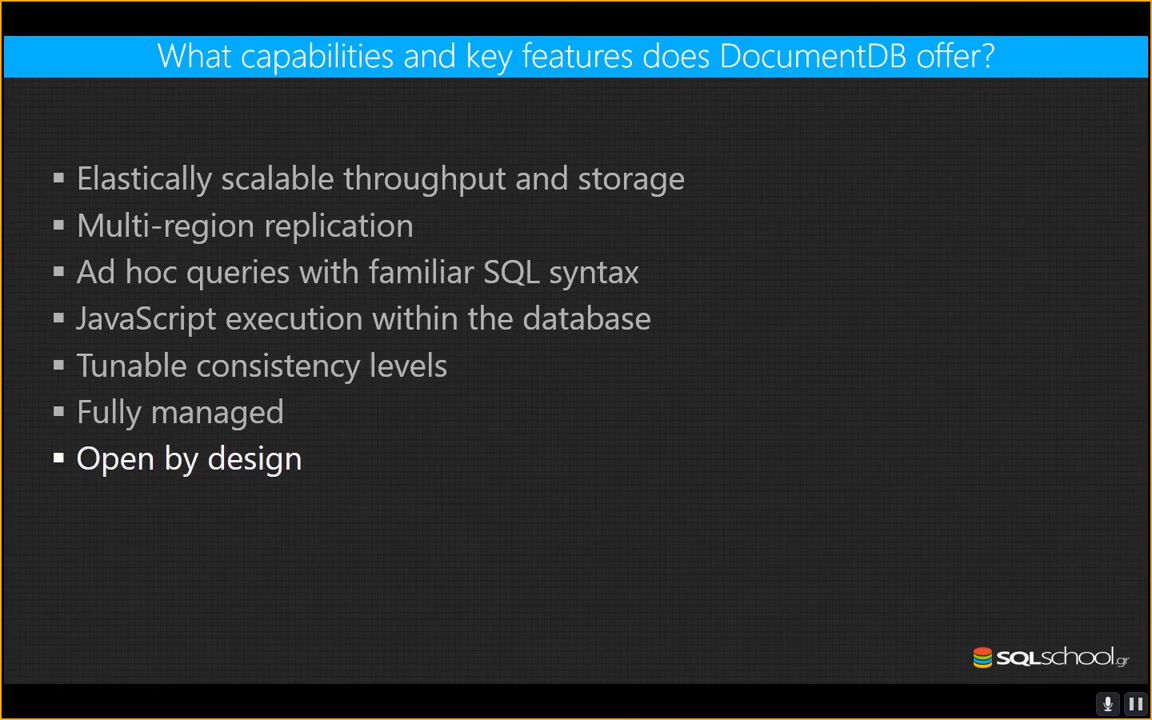 What capabilities and key features does DocumentDB offer?
▪ Elastically scalable throughput and storage
▪ Multi-region replication
▪ Ad hoc queries with familiar SQL syntax
▪ JavaScript execution within the database
▪ Tunable consistency levels
▪ Fully managed
▪ Open by design
SQLschool.gr